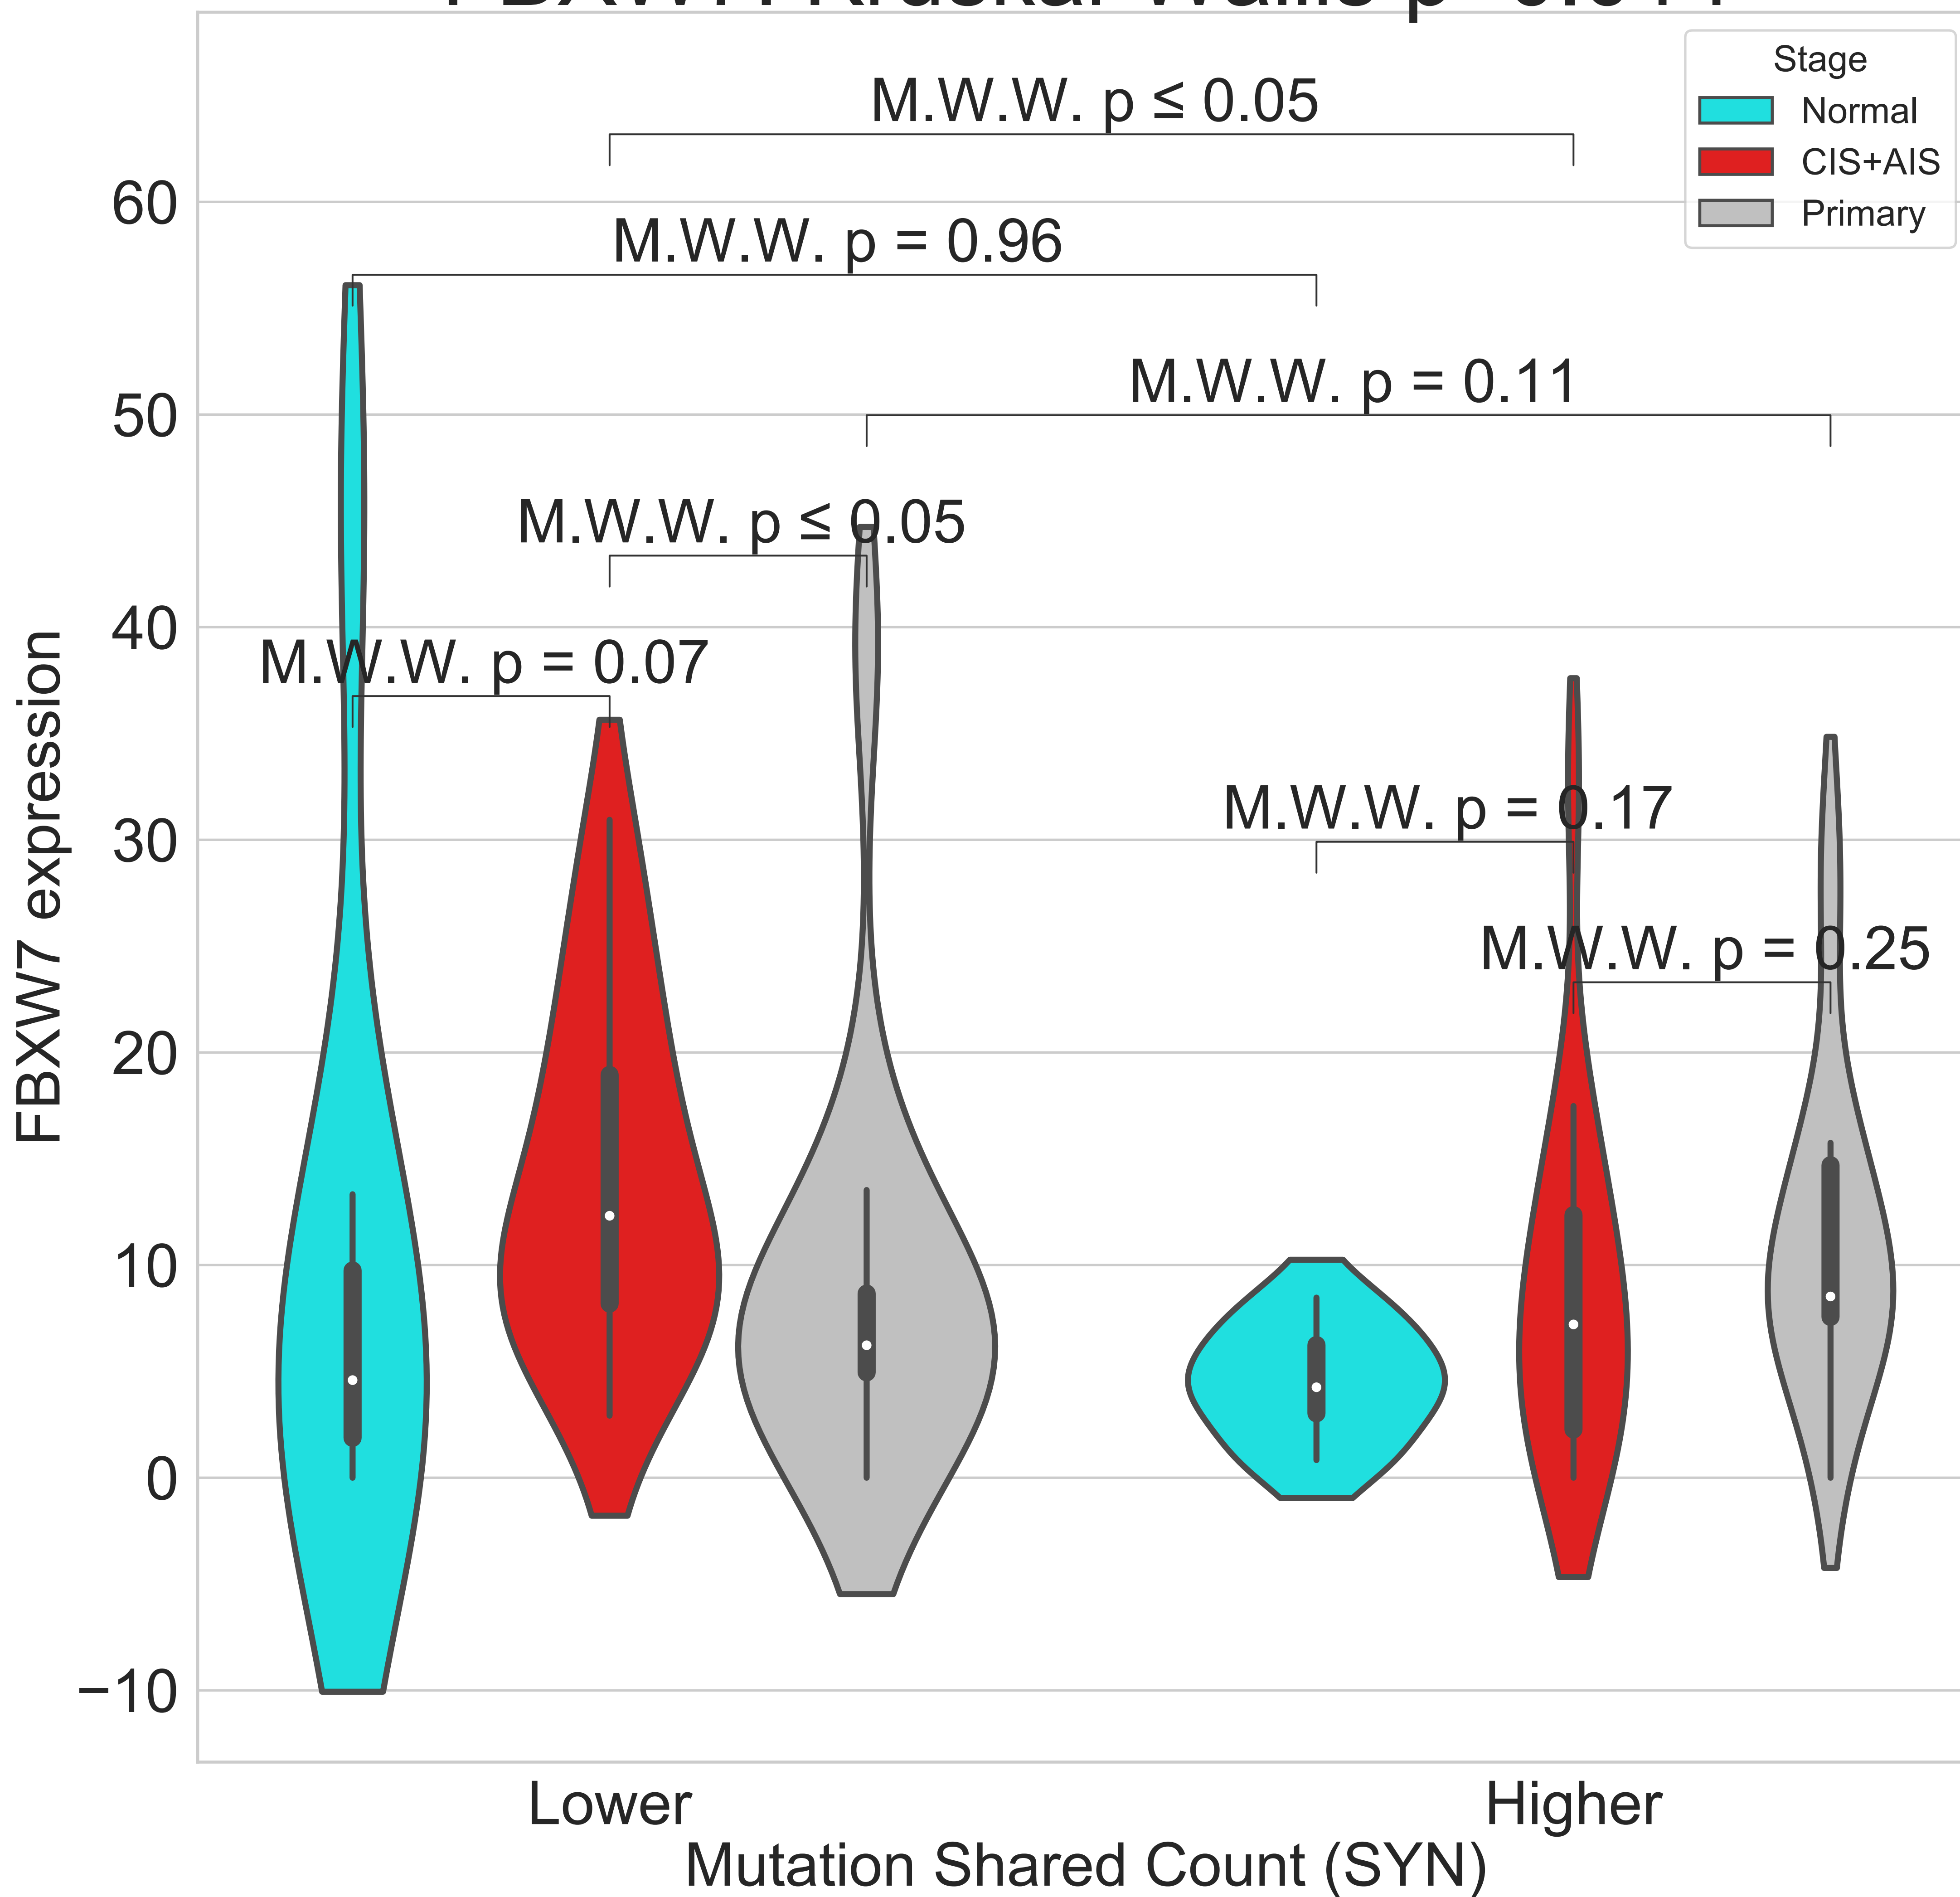 Stage
Normal
CIS+AIS
Primary
M.W.W. p ≤ 0.05
M.W.W. p = 0.96
M.W.W. p = 0.11
M.W.W. p ≤ 0.05
M.W.W. p = 0.07
M.W.W. p = 0.17
M.W.W. p = 0.25
60
50
40
30
20
10
0
−10
FBXW7 expression
Lower
Higher
Mutation Shared Count (SYN)